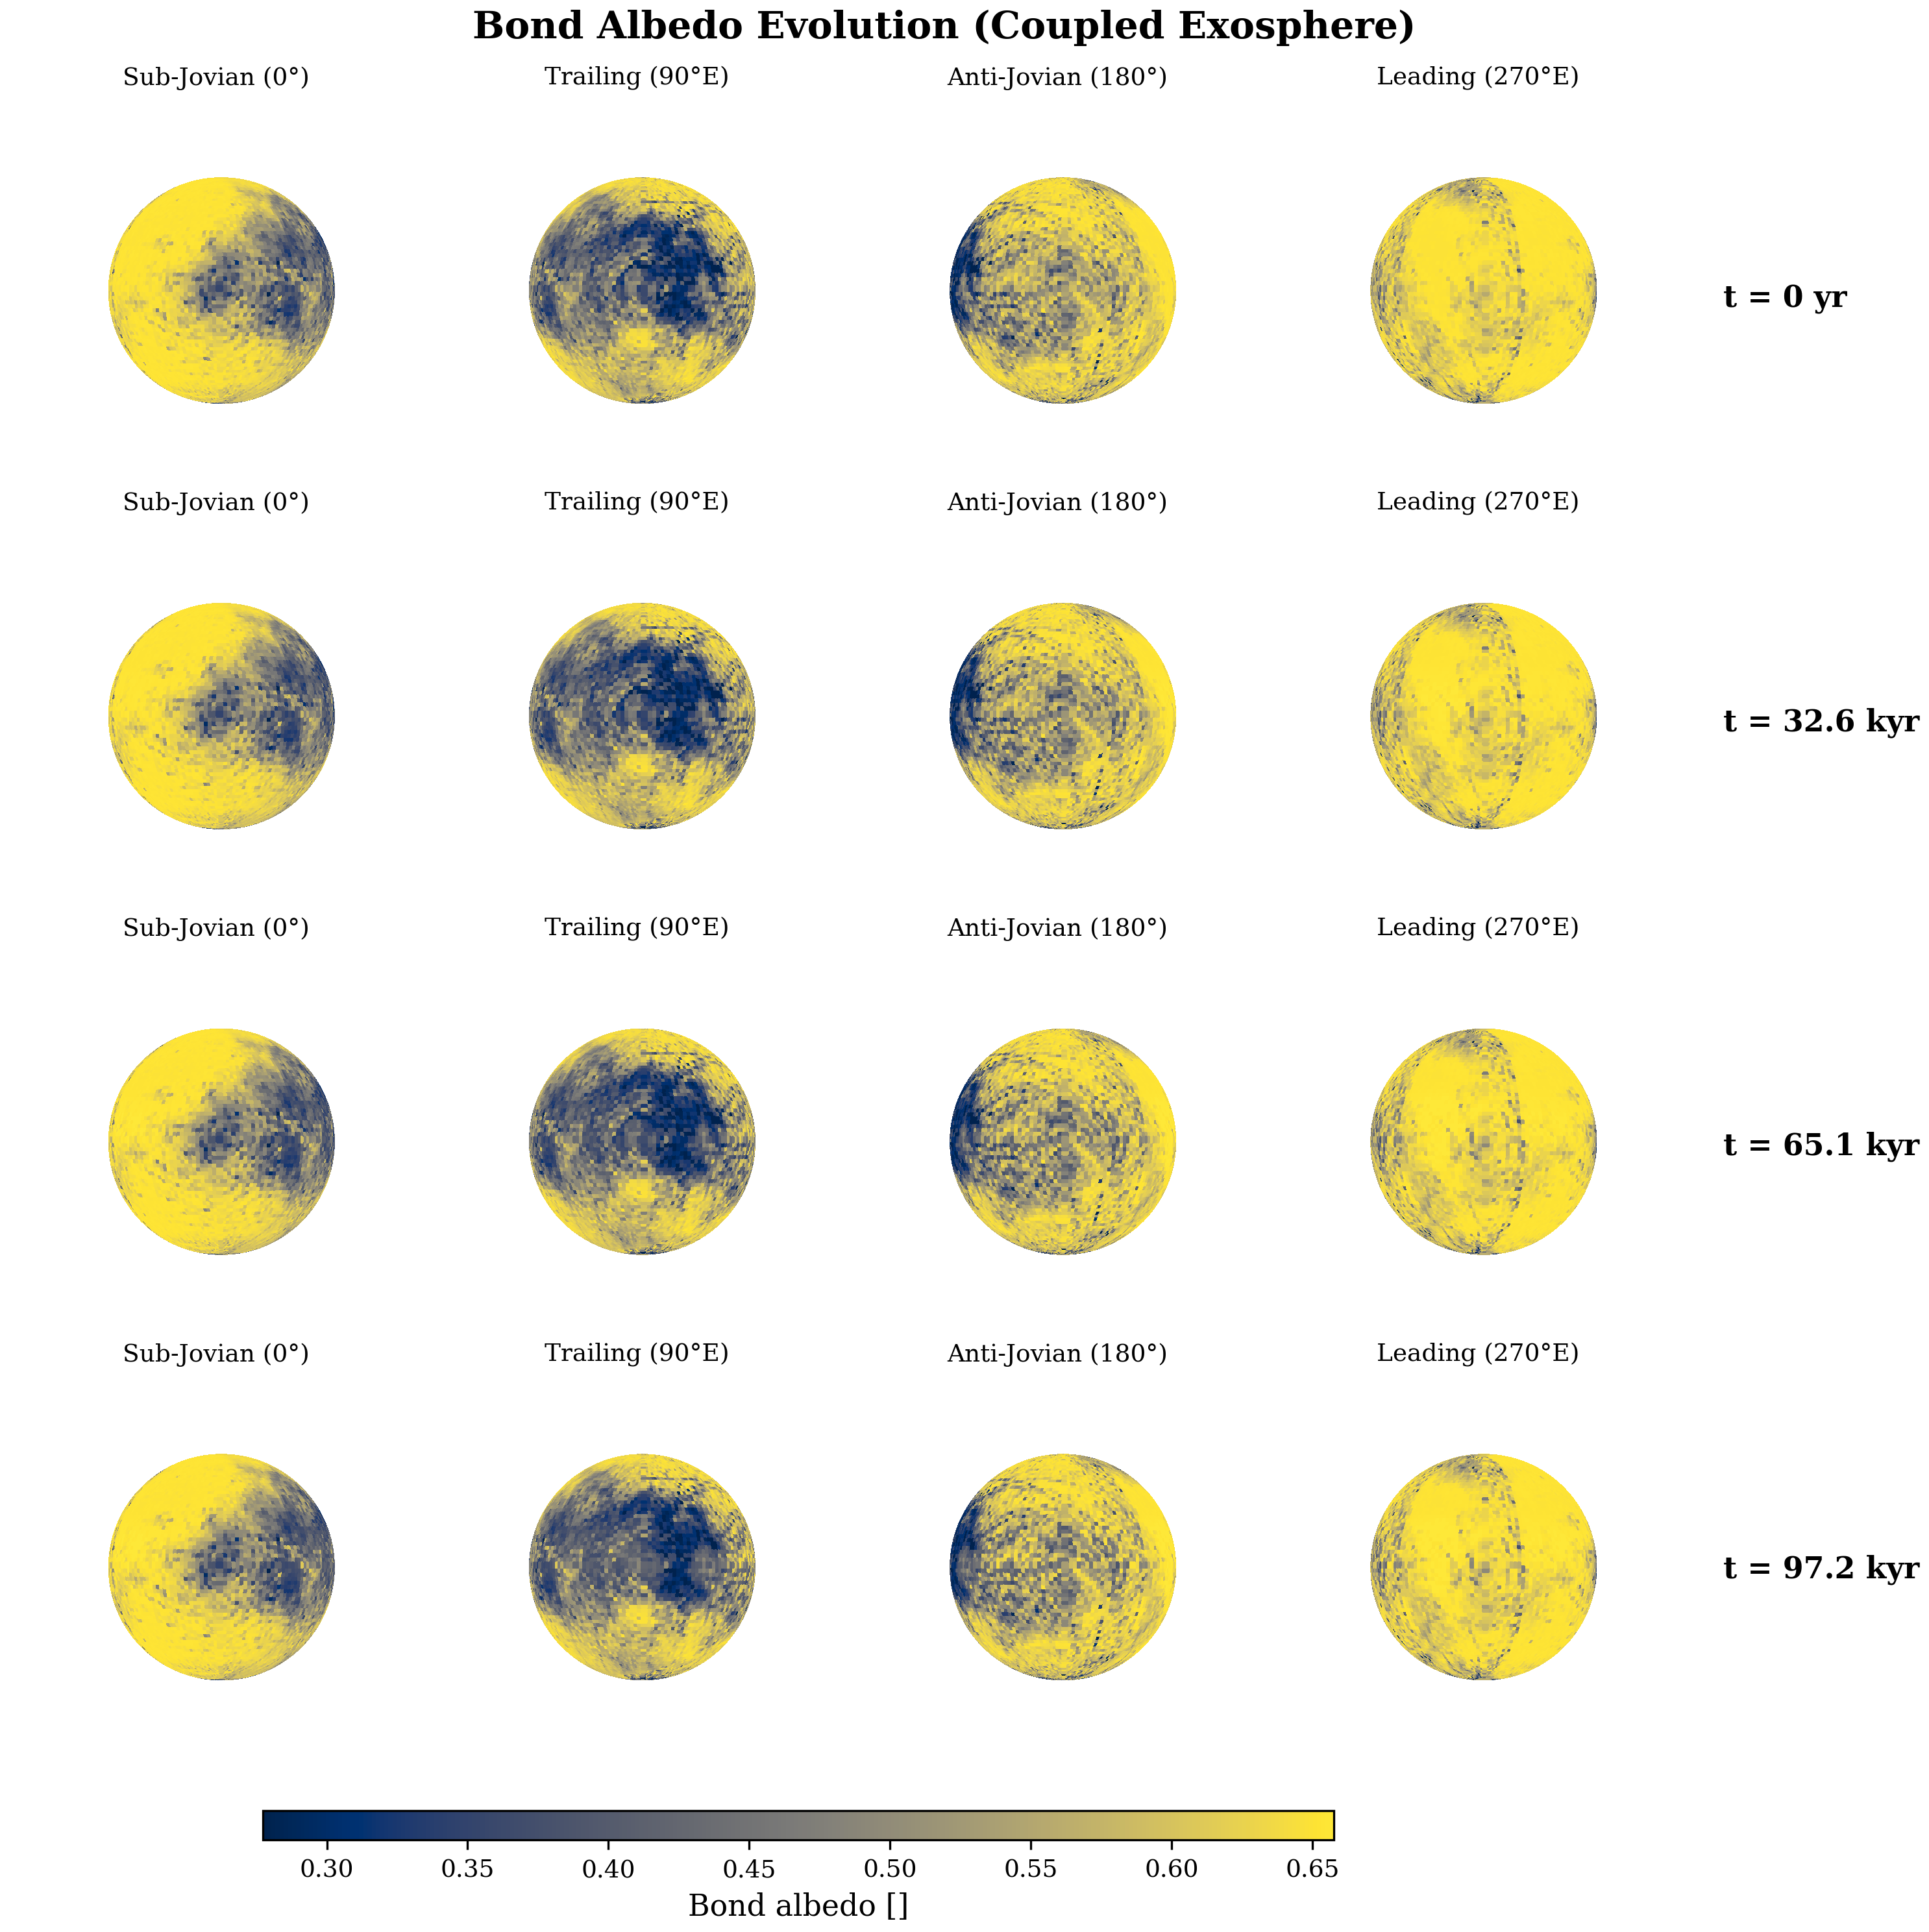 Bond Albedo Evolution (Coupled Exosphere)
Sub-Jovian (0°)
Trailing (90°E)
Anti-Jovian (180°)
Leading (270°E)
t = 0 yr
Sub-Jovian (0°)
Trailing (90°E)
Anti-Jovian (180°)
Leading (270°E)
t = 32.6 kyr
Sub-Jovian (0°)
Trailing (90°E)
Anti-Jovian (180°)
Leading (270°E)
t = 65.1 kyr
Sub-Jovian (0°)
Trailing (90°E)
Anti-Jovian (180°)
Leading (270°E)
t = 97.2 kyr
0.30 0.35 0.40 0.45 0.50 0.55 0.60 0.65
Bond albedo []